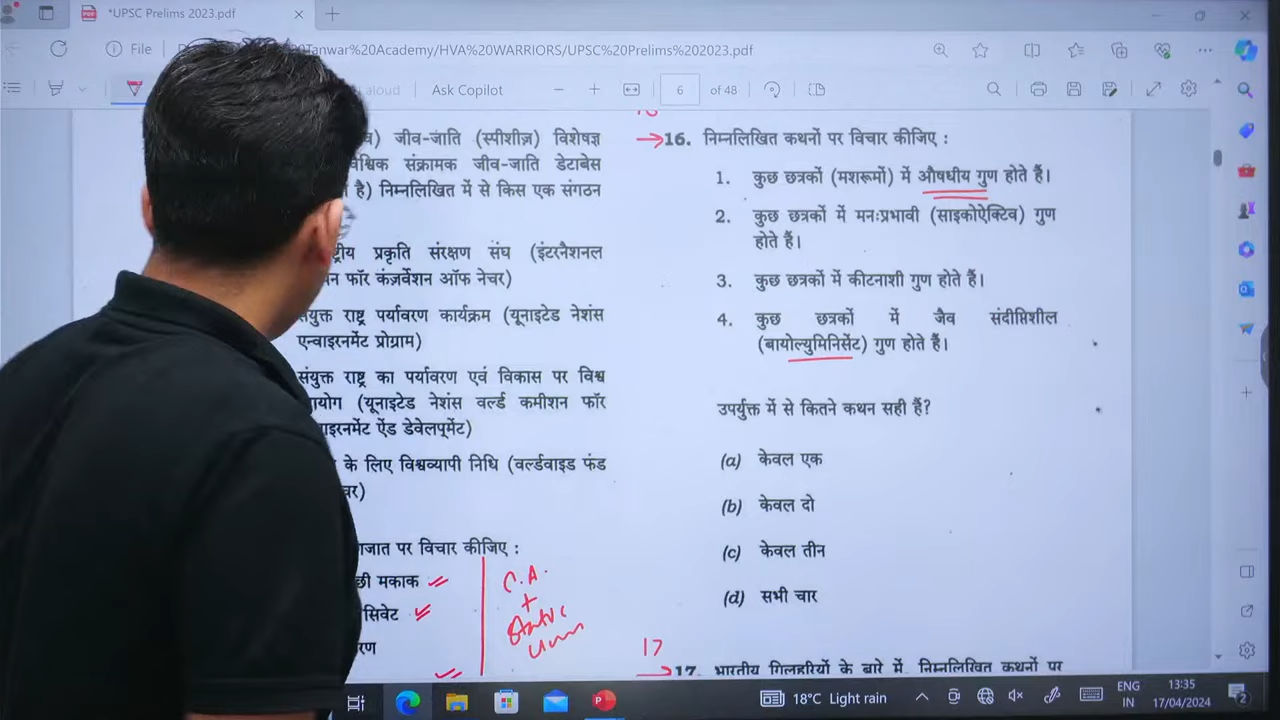 *UPSC Prelims 2023.pdf
File
Tanwar%20Academy/HVA%20WARRIORS/UPSC%20Prelims%202023.pdf
aloud
Ask Copilot
6 of 48
जीव-जाति (स्पीशीज़) विशेषज्ञ
संक्रामक जीव-जाति डेटाबेस
है) निम्नलिखित में से किस एक संगठन
प्रकृति संरक्षण संघ (इंटरनैशनल
फॉर कंज़र्वेशन ऑफ नेचर)
राष्ट्र पर्यावरण कार्यक्रम (यूनाइटेड नेशंस
एन्वाइरनमेंट प्रोग्राम)
संयुक्त राष्ट्र का पर्यावरण एवं विकास पर विश्व
(यूनाइटेड नेशंस वर्ल्ड कमीशन फॉर
ऐंड डेवेलपमेंट)
के लिए विश्वव्यापी निधि (वर्ल्डवाइड फंड
पर विचार कीजिए :
मकाक
सिवेट
C.A.
+
Static
16. निम्नलिखित कथनों पर विचार कीजिए :
1. कुछ छत्रकों (मशरूमों) में औषधीय गुण होते हैं।
2. कुछ छत्रकों में मनःप्रभावी (साइकोऐक्टिव) गुण
होते हैं।
3. कुछ छत्रकों में कीटनाशी गुण होते हैं।
4. कुछ छत्रकों में जैव संदीप्तिशील
(बायोल्युमिनिसेंट) गुण होते हैं।
उपर्युक्त में से कितने कथन सही हैं?
(a) केवल एक
(b) केवल दो
(c) केवल तीन
(d) सभी चार
17
17. भारतीय गिलहरियों के बारे में, निम्नलिखित कथनों पर
18°C Light rain
ENG
IN
13:35
17/04/2024
2